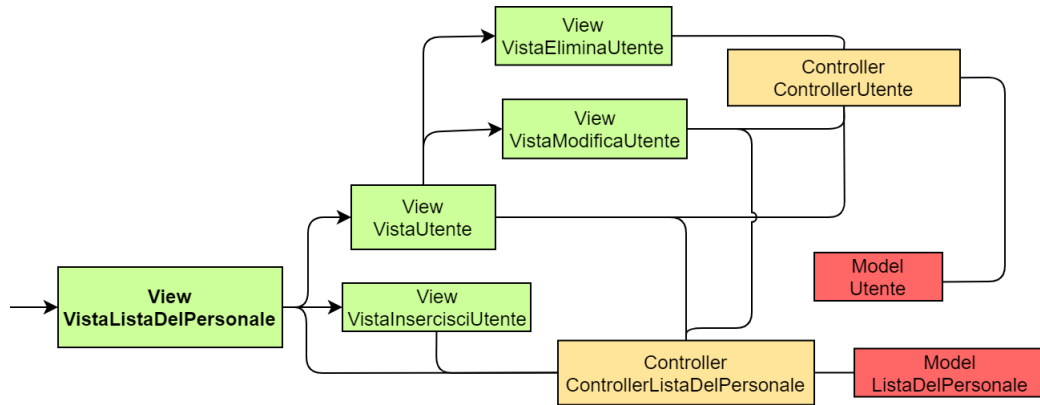 View
VistaEliminaUtente
Controller
ControllerUtente
View
VistaModificaUtente
View
VistaUtente
Model
Utente
View
VistaListaDelPersonale
View
VistaInsercisciUtente
Controller
ControllerListaDelPersonale
Model
ListaDelPersonale